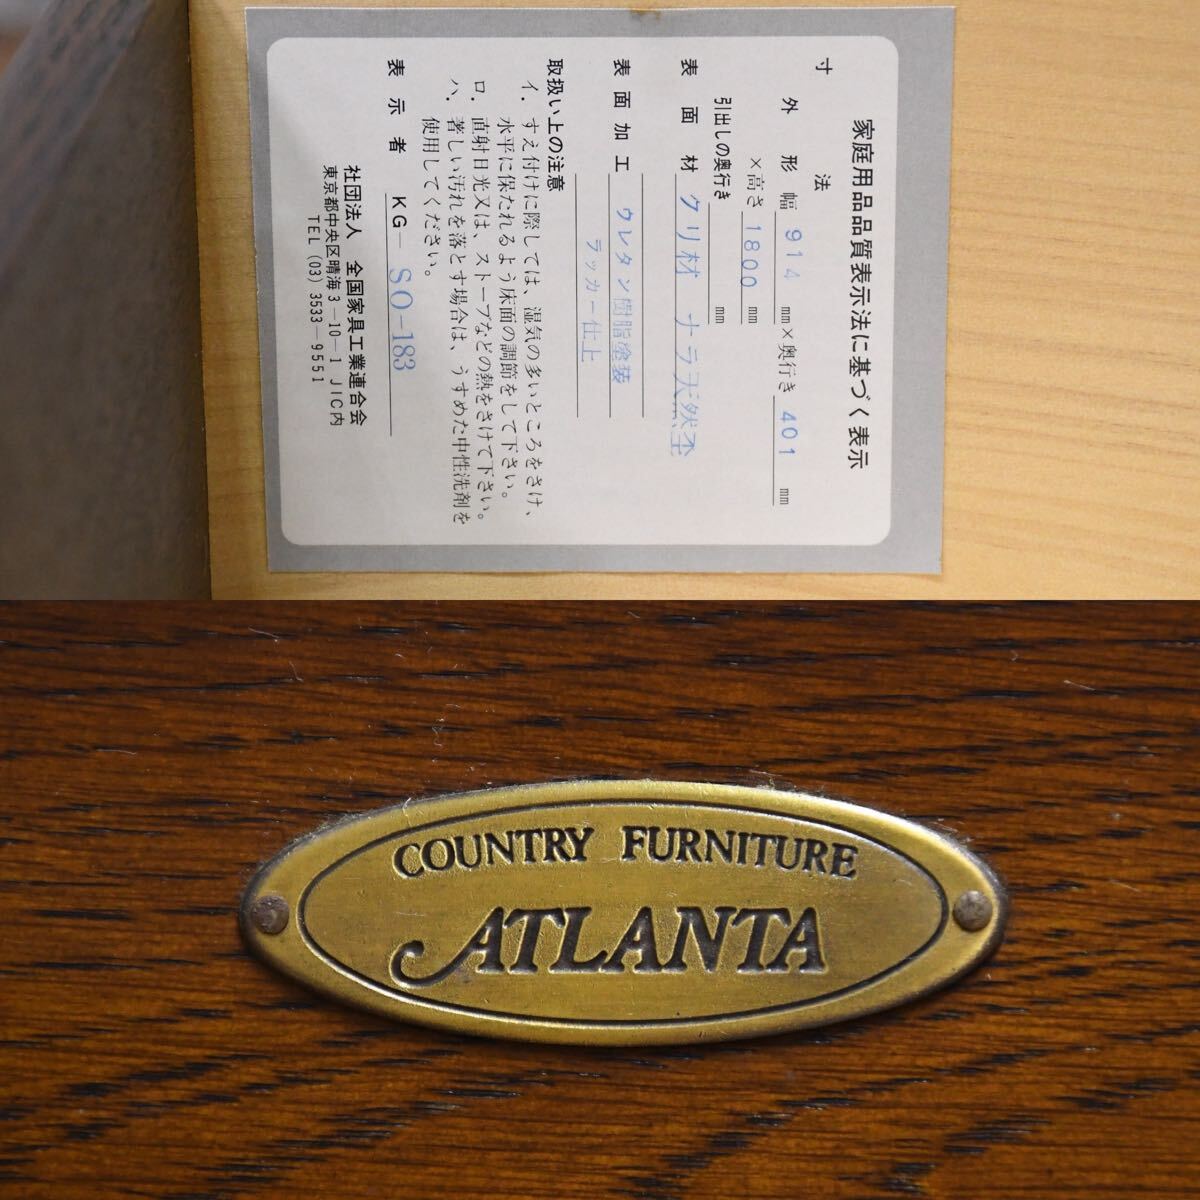 家庭用品品質表示法に基づく表示
寸法
外形 幅 914 mm×奥行き 401 mm
×高さ 1800 mm
引出しの奥行き mm
表面材 クリ材 ナラ天然杢
表面加工 ウレタン樹脂塗装
ラッカー仕上
取扱い上の注意
イ、すえ付けに際しては、湿気の多いところをさけ、
水平に保たれるよう床面の調節をして下さい。
ロ、直射日光又は、ストーブなどの熱をさけて下さい。
ハ、著しい汚れを落とす場合は、うすめた中性洗剤を
使用してください。
表示者 KG-SO-183
社団法人 全国家具工業連合会
東京都中央区晴海3-10-1 JIC内
TEL (03) 3533-9551
COUNTRY FURNITURE
ATLANTA